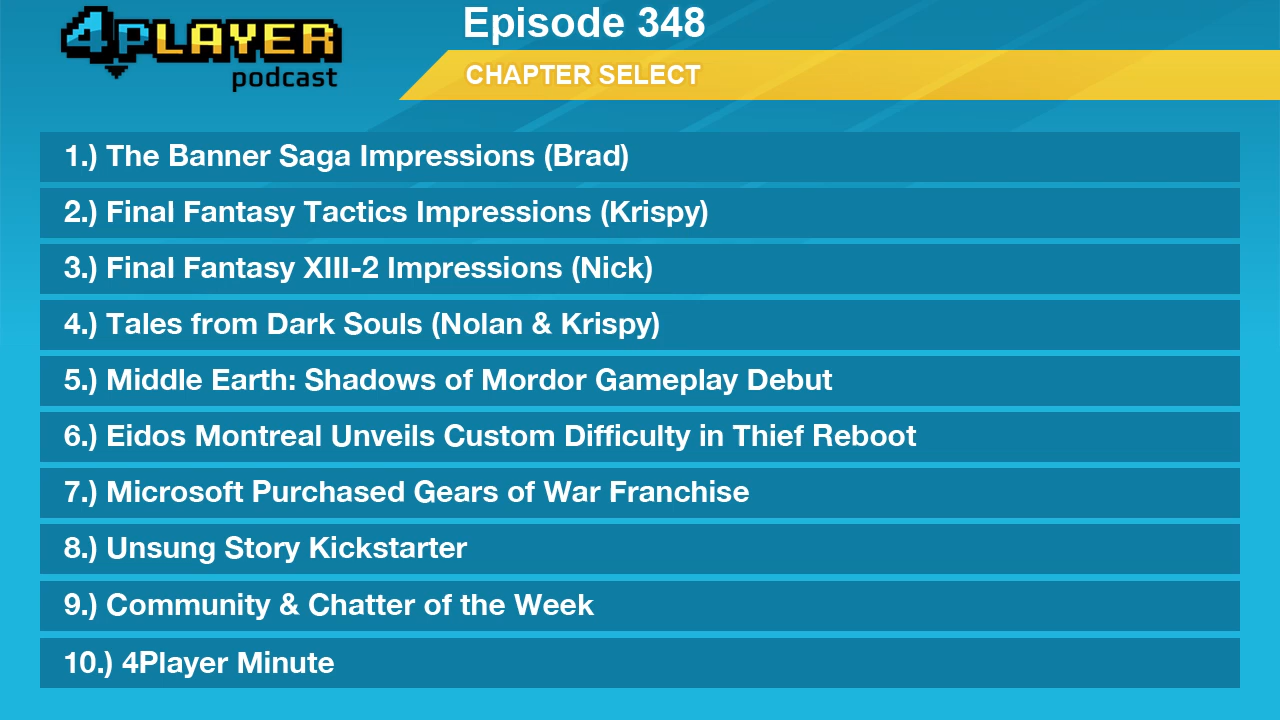 4PLAYER
podcast
Episode 348
CHAPTER SELECT
1.) The Banner Saga Impressions (Brad)
2.) Final Fantasy Tactics Impressions (Krispy)
3.) Final Fantasy XIII-2 Impressions (Nick)
4.) Tales from Dark Souls (Nolan & Krispy)
5.) Middle Earth: Shadows of Mordor Gameplay Debut
6.) Eidos Montreal Unveils Custom Difficulty in Thief Reboot
7.) Microsoft Purchased Gears of War Franchise
8.) Unsung Story Kickstarter
9.) Community & Chatter of the Week
10.) 4Player Minute